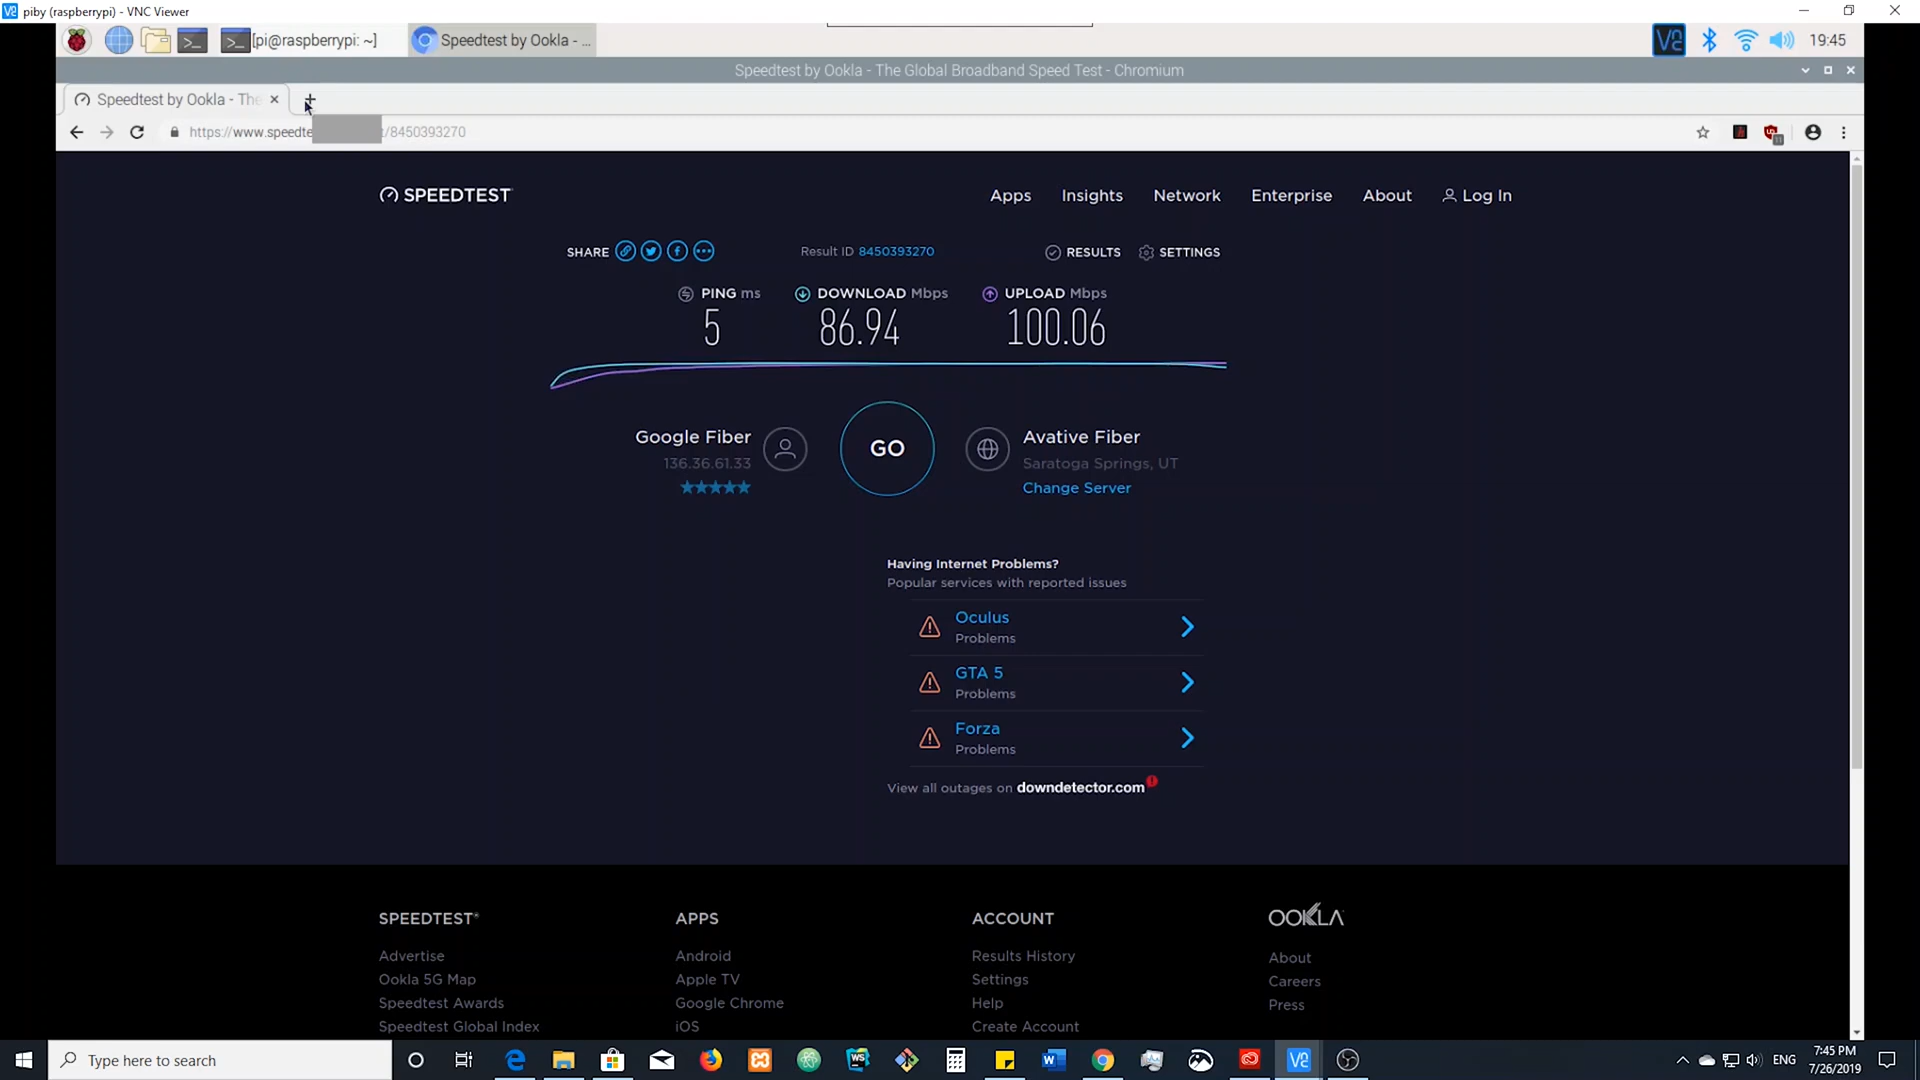 piby (raspberrypi) - VNC Viewer
[pi@raspberrypi: ~]
Speedtest by Ookla - ...
19:45
Speedtest by Ookla - The Global Broadband Speed Test - Chromium
Speedtest by Ookla - The
https://www.speedte /8450393270
SPEEDTEST
Apps Insights Network Enterprise About Log In
SHARE Result ID 8450393270 RESULTS SETTINGS
PING ms DOWNLOAD Mbps UPLOAD Mbps
5 86.94 100.06
Google Fiber
136.36.61.33
GO
Avative Fiber
Saratoga Springs, UT
Change Server
Having Internet Problems?
Popular services with reported issues
Oculus
Problems
GTA 5
Problems
Forza
Problems
View all outages on downdetector.com
SPEEDTEST® APPS ACCOUNT OOKLA
Advertise Android Results History About
Ookla 5G Map Apple TV Settings Careers
Speedtest Awards Google Chrome Help Press
Speedtest Global Index iOS Create Account
Type here to search
ENG
7:45 PM
7/26/2019